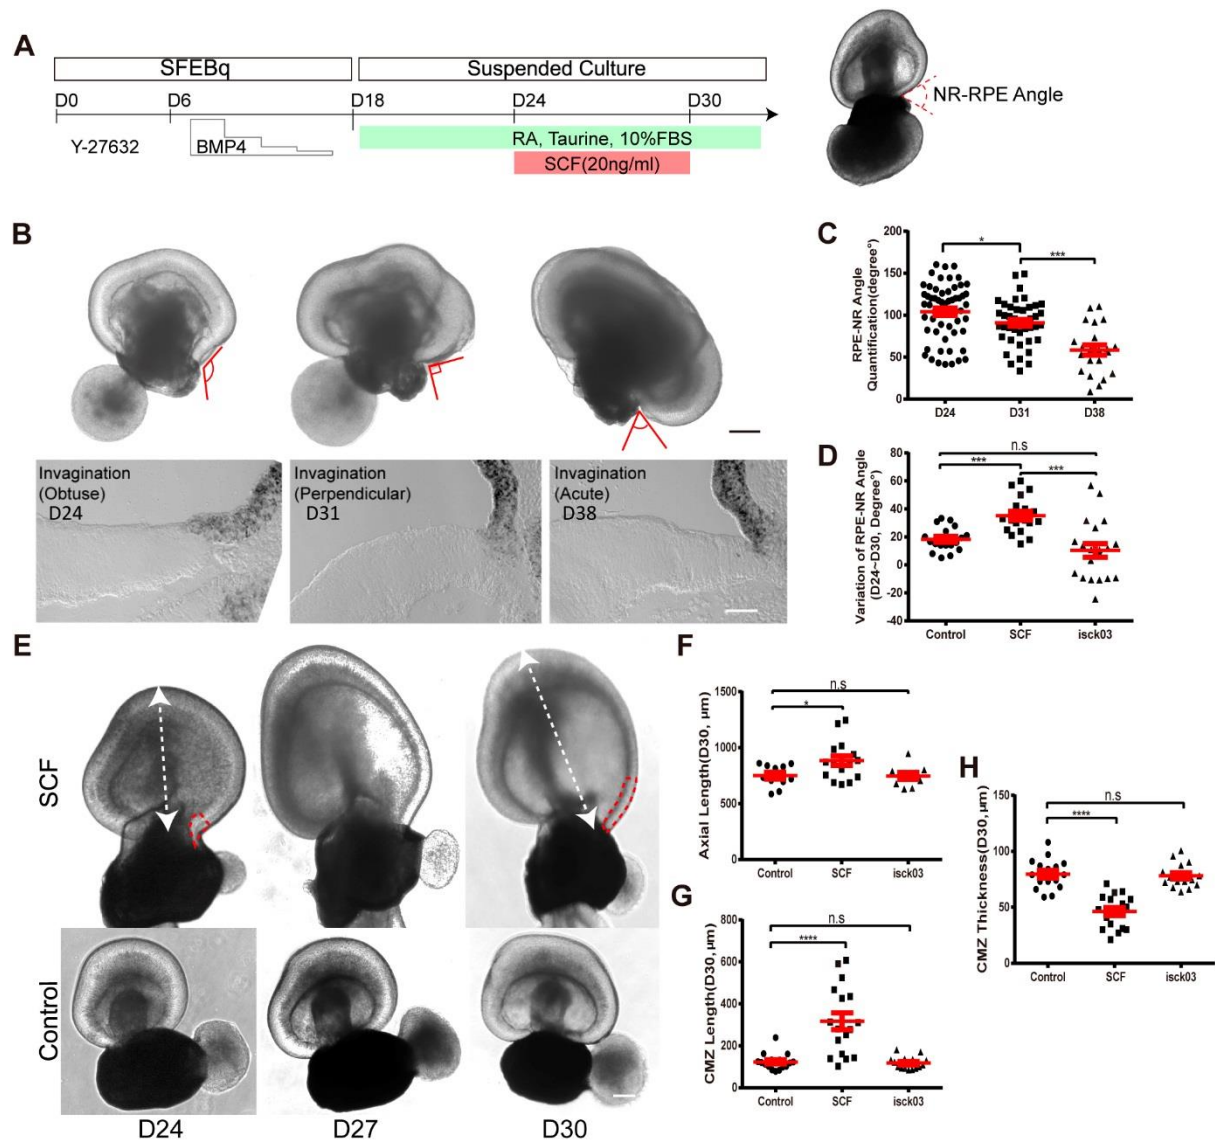 A
SFEBq
Suspended Culture
D0
D6
D18
D24
D30
Y-27632
BMP4
RA, Taurine, 10%FBS
SCF(20ng/ml)
NR-RPE Angle
B
Invagination
(Obtuse)
D24
Invagination
(Perpendicular)
D31
Invagination
(Acute)
D38
C
RPE-NR Angle
Quantification(degree°)
200
150
100
50
0
*
***
D24
D31
D38
D
Variation of RPE-NR Angle
(D24~D30, Degree°)
80
60
40
20
0
-20
-40
n.s
***
***
Control
SCF
isck03
E
SCF
Control
D24
D27
D30
F
Axial Length(D30, µm)
1500
1000
500
0
n.s
*
Control
SCF
isck03
G
CMZ Length(D30,µm)
800
600
400
200
0
n.s
****
Control
SCF
isck03
H
CMZ Thickness(D30,µm)
150
100
50
0
n.s
****
Control
SCF
isck03